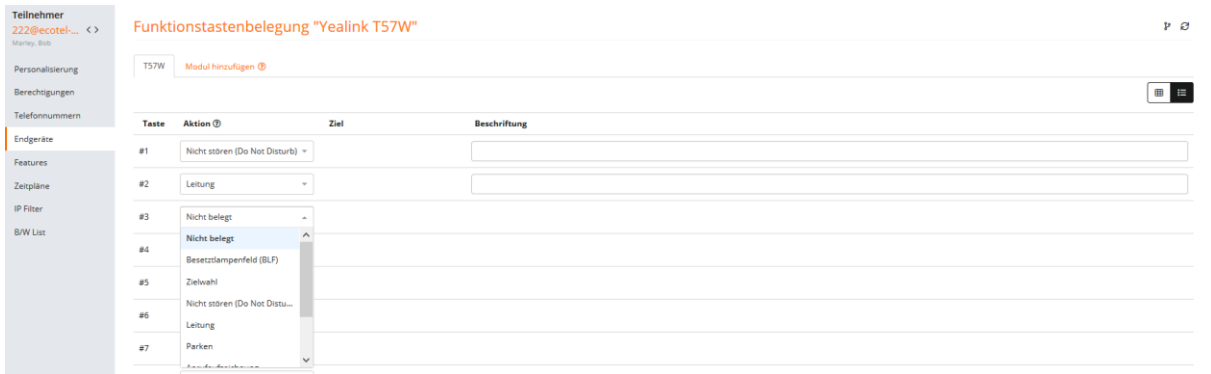 Teilnehmer
222@ecotel-... <>
Marley, Bob
Personalisierung
Berechtigungen
Telefonnummern
Endgeräte
Features
Zeitpläne
IP Filter
B/W List
Funktionstastenbelegung "Yealink T57W"
T57W Modul hinzufügen
Taste Aktion Ziel Beschriftung
#1 Nicht stören (Do Not Disturb)
#2 Leitung
#3 Nicht belegt
Nicht belegt
#4
Besetztlampenfeld (BLF)
#5 Zielwahl
Nicht stören (Do Not Distu...
#6
Leitung
#7 Parken